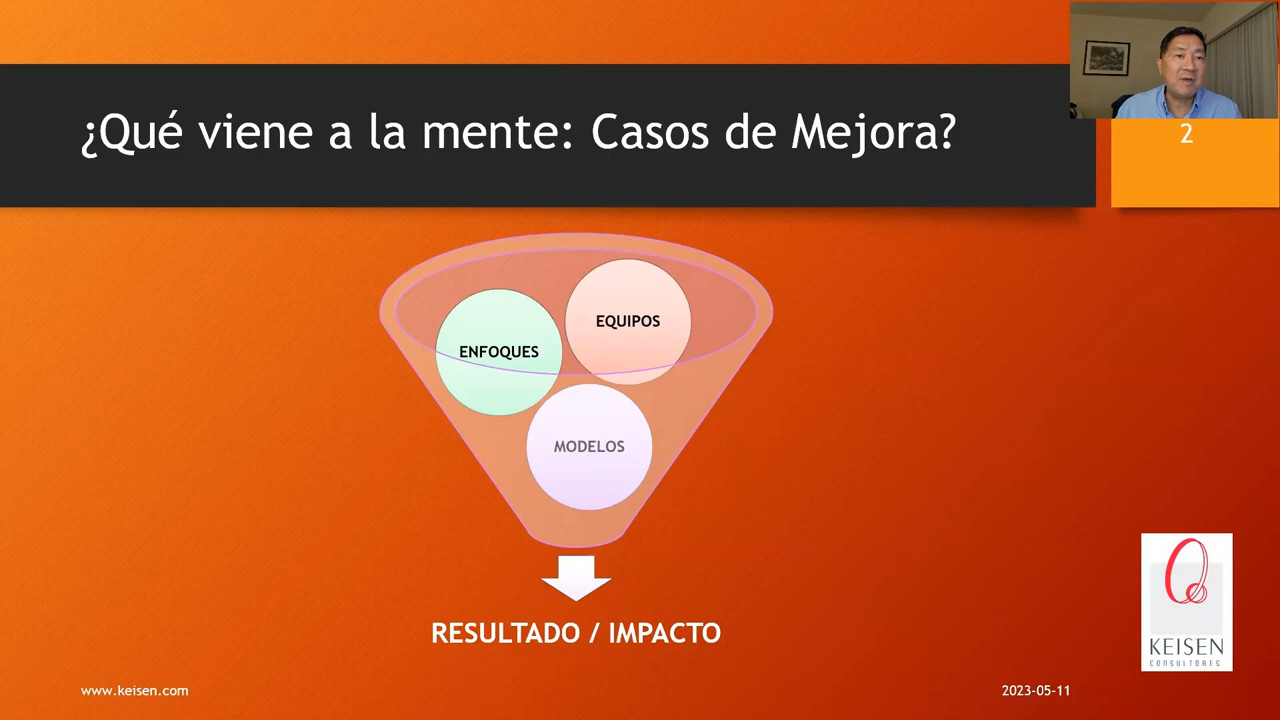 ¿Qué viene a la mente: Casos de Mejora?
2
EQUIPOS
ENFOQUES
MODELOS
RESULTADO / IMPACTO
KEISEN
CONSULTORES
www.keisen.com
2023-05-11